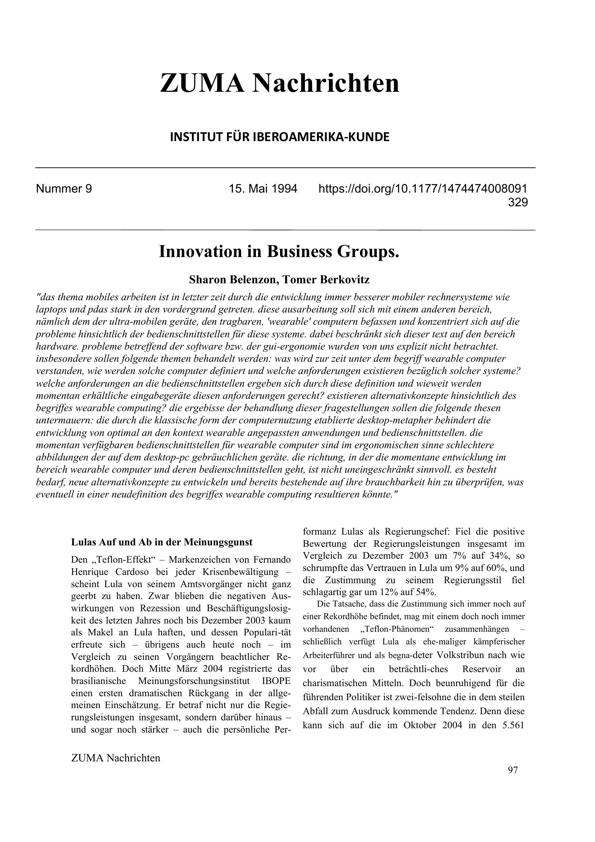 ZUMA Nachrichten
INSTITUT FÜR IBEROAMERIKA-KUNDE
Nummer 9 15. Mai 1994 https://doi.org/10.1177/1474474008091
329
Innovation in Business Groups.
Sharon Belenzon, Tomer Berkovitz
"das thema mobiles arbeiten ist in letzter zeit durch die entwicklung immer besserer mobiler rechnersysteme wie
laptops und pdas stark in den vordergrund getreten. diese ausarbeitung soll sich mit einem anderen bereich,
nämlich dem der ultra-mobilen geräte, den tragbaren, 'wearable' computern befassen und konzentriert sich auf die
probleme hinsichtlich der bedienschnittstellen für diese systeme. dabei beschränkt sich dieser text auf den bereich
hardware. probleme betreffend der software bzw. der gui-ergonomie wurden von uns explizit nicht betrachtet.
insbesondere sollen folgende themen behandelt werden: was wird zur zeit unter dem begriff wearable computer
verstanden, wie werden solche computer definiert und welche anforderungen existieren bezüglich solcher systeme?
welche anforderungen an die bedienschnittstellen ergeben sich durch diese definition und wieweit werden
momentan erhältliche eingabegeräte diesen anforderungen gerecht? existieren alternativkonzepte hinsichtlich des
begriffes wearable computing? die ergibisse der behandlung dieser fragestellungen sollen die folgende thesen
untermauern: die durch die klassische form der computernutzung etablierte desktop-metapher behindert die
entwicklung von optimal an den kontext wearable angepassten anwendungen und bedienschnittstellen. die
momentan verfügbaren bedienschnittstellen für wearable computer sind im ergonomischen sinne schlechtere
abbildungen der auf dem desktop-pc gebräuchlichen geräte. die richtung, in der die momentane entwicklung im
bereich wearable computer und deren bedienschnittstellen geht, ist nicht uneingeschränkt sinnvoll. es besteht
bedarf, neue alternativkonzepte zu entwickeln und bereits bestehende auf ihre brauchbarkeit hin zu überprüfen, was
eventuell in einer neudefinition des begriffes wearable computing resultieren könnte."
Lulas Auf und Ab in der Meinungsgunst
Den „Teflon-Effekt“ – Markenzeichen von Fernando
Henrique Cardoso bei jeder Krisenbewältigung –
scheint Lula von seinem Amtsvorgänger nicht ganz
geerbt zu haben. Zwar blieben die negativen Aus-
wirkungen von Rezession und Beschäftigungslosig-
keit des letzten Jahres noch bis Dezember 2003 kaum
als Makel an Lula haften, und dessen Populari-tät
erfreute sich – übrigens auch heute noch – im
Vergleich zu seinen Vorgängern beachtlicher Re-
kordhöhen. Doch Mitte März 2004 registrierte das
brasilianische Meinungsforschungsinstitut IBOPE
einen ersten dramatischen Rückgang in der allge-
meinen Einschätzung. Er betraf nicht nur die Regie-
rungsleistungen insgesamt, sondern darüber hinaus –
und sogar noch stärker – auch die persönliche Per-
formanz Lulas als Regierungschef: Fiel die positive
Bewertung der Regierungsleistungen insgesamt im
Vergleich zu Dezember 2003 um 7% auf 34%, so
schrumpfte das Vertrauen in Lula um 9% auf 60%, und
die Zustimmung zu seinem Regierungsstil fiel
schlagartig gar um 12% auf 54%.
Die Tatsache, dass die Zustimmung sich immer noch auf
einer Rekordhöhe befindet, mag mit einem doch noch immer
vorhandenen „Teflon-Phänomen“ zusammenhängen –
schließlich verfügt Lula als ehe-maliger kämpferischer
Arbeiterführer und als begna-deter Volkstribun nach wie
vor über ein beträchtli-ches Reservoir an
charismatischen Mitteln. Doch beunruhigend für die
führenden Politiker ist zwei-felsohne die in dem steilen
Abfall zum Ausdruck kommende Tendenz. Denn diese
kann sich auf die im Oktober 2004 in den 5.561
ZUMA Nachrichten
97